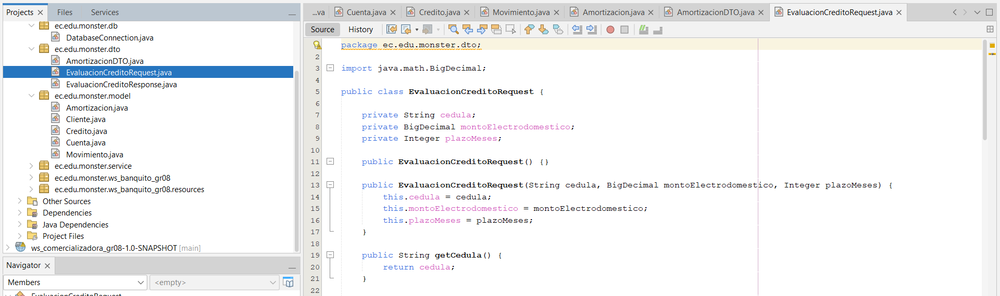 Projects
Files
Services
ec.edu.monster.db
DatabaseConnection.java
ec.edu.monster.dto
AmortizacionDTO.java
EvaluacionCreditoRequest.java
EvaluacionCreditoResponse.java
ec.edu.monster.model
Amortizacion.java
Cliente.java
Credito.java
Cuenta.java
Movimiento.java
ec.edu.monster.service
ec.edu.monster.ws_banquito_gr08
ec.edu.monster.ws_banquito_gr08.resources
Other Sources
Dependencies
Java Dependencies
Project Files
ws_comercializadora_gr08-1.0-SNAPSHOT [main]
Navigator
Members
<empty>
EvaluacionCreditoRequest
...va
Cuenta.java
Credito.java
Movimiento.java
Amortizacion.java
AmortizacionDTO.java
EvaluacionCreditoRequest.java
Source
History
package ec.edu.monster.dto;
2
3 import java.math.BigDecimal;
4
5 public class EvaluacionCreditoRequest {
6
7 private String cedula;
8 private BigDecimal montoElectrodomestico;
9 private Integer plazoMeses;
10
11 public EvaluacionCreditoRequest() {}
12
13 public EvaluacionCreditoRequest(String cedula, BigDecimal montoElectrodomestico, Integer plazoMeses) {
14 this.cedula = cedula;
15 this.montoElectrodomestico = montoElectrodomestico;
16 this.plazoMeses = plazoMeses;
17 }
18
19 public String getCedula() {
20 return cedula;
21 }
22